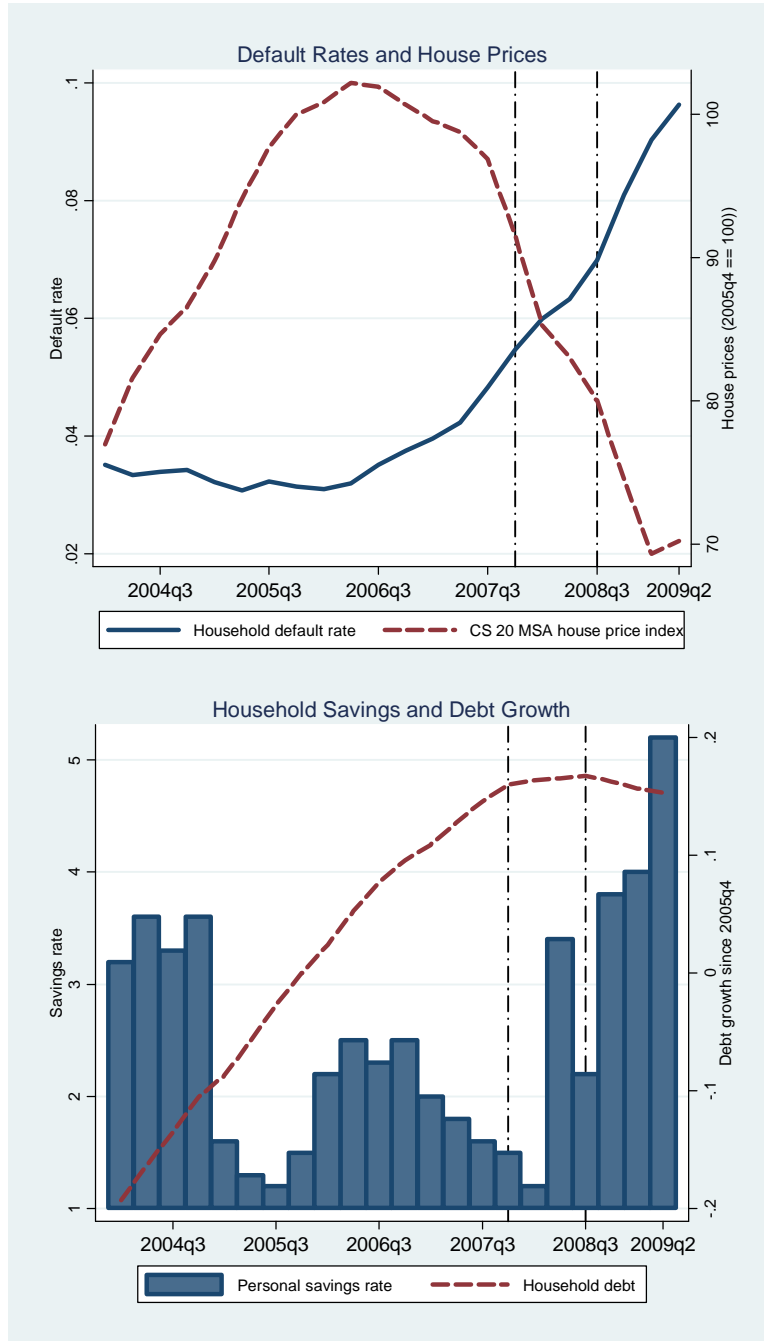 Default Rates and House Prices
.1
.08
.06
.04
.02
Default rate
100
90
80
70
House prices (2005q4 == 100))
2004q3 2005q3 2006q3 2007q3 2008q3 2009q2
Household default rate CS 20 MSA house price index
Household Savings and Debt Growth
5
4
3
2
1
Savings rate
.2
.1
0
-.1
-.2
Debt growth since 2005q4
2004q3 2005q3 2006q3 2007q3 2008q3 2009q2
Personal savings rate Household debt